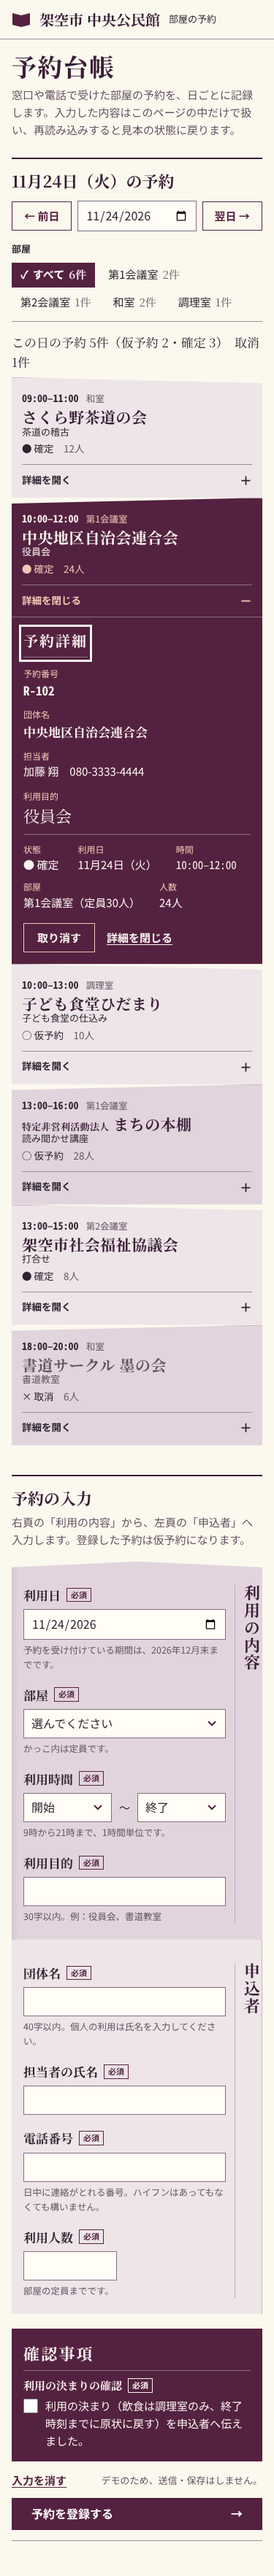 架空市 中央公民館 部屋の予約
予約台帳
窓口や電話で受けた部屋の予約を、日ごとに記録
します。入力した内容はこのページの中だけで扱
い、再読み込みすると見本の状態に戻ります。
11月24日（火）の予約
← 前日 11/24/2026 翌日 →
部屋
✓ すべて 6件 第1会議室 2件
第2会議室 1件 和室 2件 調理室 1件
この日の予約 5件（仮予約 2・確定 3） 取消
1件
09:00–11:00 和室
さくら野茶道の会
茶道の稽古
● 確定 12人
詳細を開く ＋
10:00–12:00 第1会議室
中央地区自治会連合会
役員会
● 確定 24人
詳細を閉じる －
予約詳細
予約番号
R-102
団体名
中央地区自治会連合会
担当者
加藤 翔 080-3333-4444
利用目的
役員会
状態 利用日 時間
● 確定 11月24日（火） 10:00–12:00
部屋 人数
第1会議室（定員30人） 24人
取り消す 詳細を閉じる
10:00–13:00 調理室
子ども食堂ひだまり
子ども食堂の仕込み
○ 仮予約 10人
詳細を開く ＋
13:00–16:00 第1会議室
特定非営利活動法人 まちの本棚
読み聞かせ講座
○ 仮予約 28人
詳細を開く ＋
13:00–15:00 第2会議室
架空市社会福祉協議会
打合せ
● 確定 8人
詳細を開く ＋
18:00–20:00 和室
書道サークル 墨の会
書道教室
× 取消 6人
詳細を開く ＋
予約の入力
右頁の「利用の内容」から、左頁の「申込者」へ
入力します。登録した予約は仮予約になります。
利用の内容
利用日 必須
11/24/2026
予約を受け付けている期間は、2026年12月末ま
でです。
部屋 必須
選んでください
かっこ内は定員です。
利用時間 必須
開始 ～ 終了
9時から21時まで、1時間単位です。
利用目的 必須
30字以内。例：役員会、書道教室
申込者
団体名 必須
40字以内。個人の利用は氏名を入力してくださ
い。
担当者の氏名 必須
電話番号 必須
日中に連絡がとれる番号。ハイフンはあってもな
くても構いません。
利用人数 必須
部屋の定員までです。
確認事項
利用の決まりの確認 必須
利用の決まり（飲食は調理室のみ、終了
時刻までに原状に戻す）を申込者へ伝え
ました。
入力を消す デモのため、送信・保存はしません。
予約を登録する →